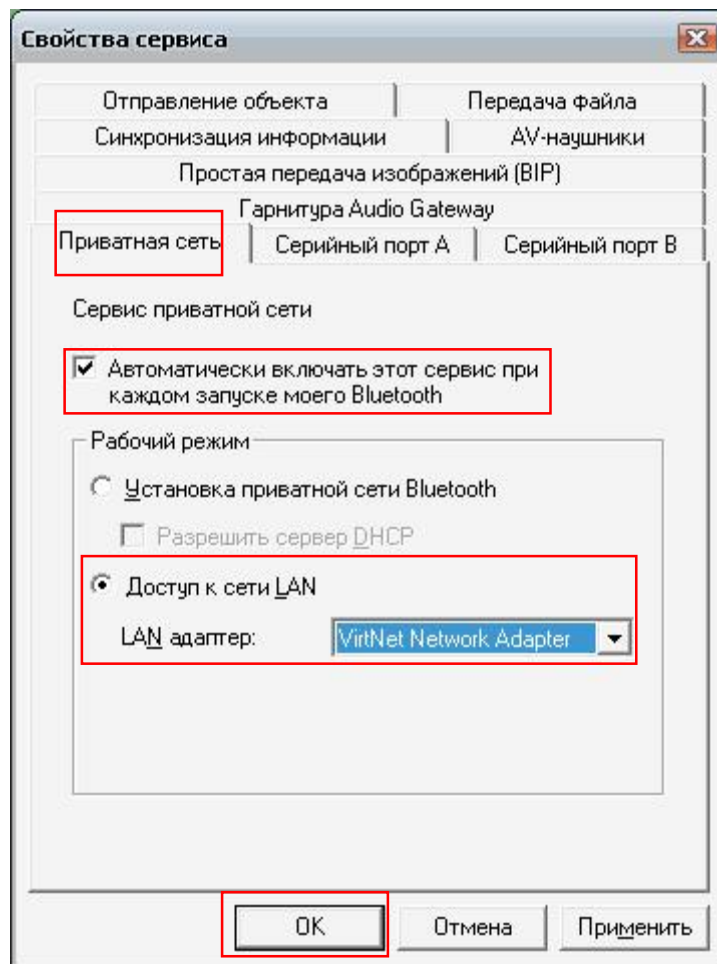 Свойства сервиса
Отправление объекта
Передача файла
Синхронизация информации
AV-наушники
Простая передача изображений (BIP)
Гарнитура Audio Gateway
Приватная сеть
Серийный порт A
Серийный порт B
Сервис приватной сети
Автоматически включать этот сервис при
каждом запуске моего Bluetooth
Рабочий режим
Установка приватной сети Bluetooth
Разрешить сервер DHCP
Доступ к сети LAN
LAN адаптер:
VirtNet Network Adapter
OK
Отмена
Применить